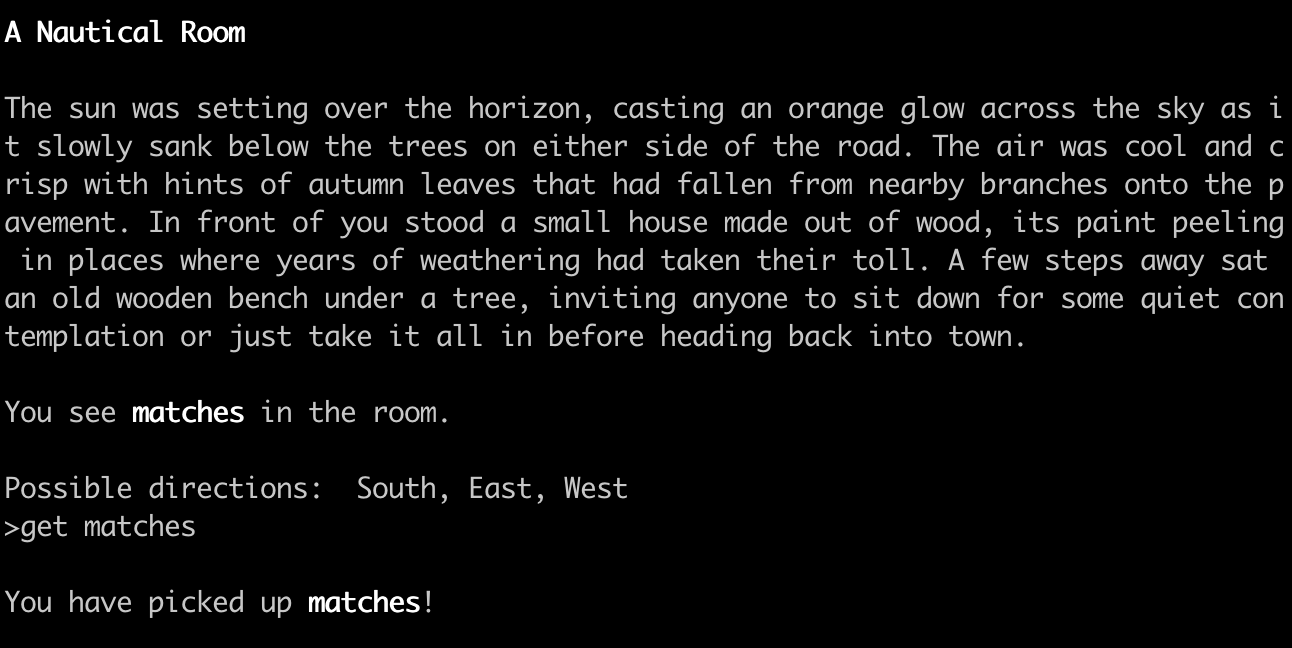 A Nautical Room
The sun was setting over the horizon, casting an orange glow across the sky as i
t slowly sank below the trees on either side of the road. The air was cool and c
risp with hints of autumn leaves that had fallen from nearby branches onto the p
avement. In front of you stood a small house made out of wood, its paint peeling
 in places where years of weathering had taken their toll. A few steps away sat
an old wooden bench under a tree, inviting anyone to sit down for some quiet con
templation or just take it all in before heading back into town.
You see matches in the room.
Possible directions:  South, East, West
>get matches
You have picked up matches!